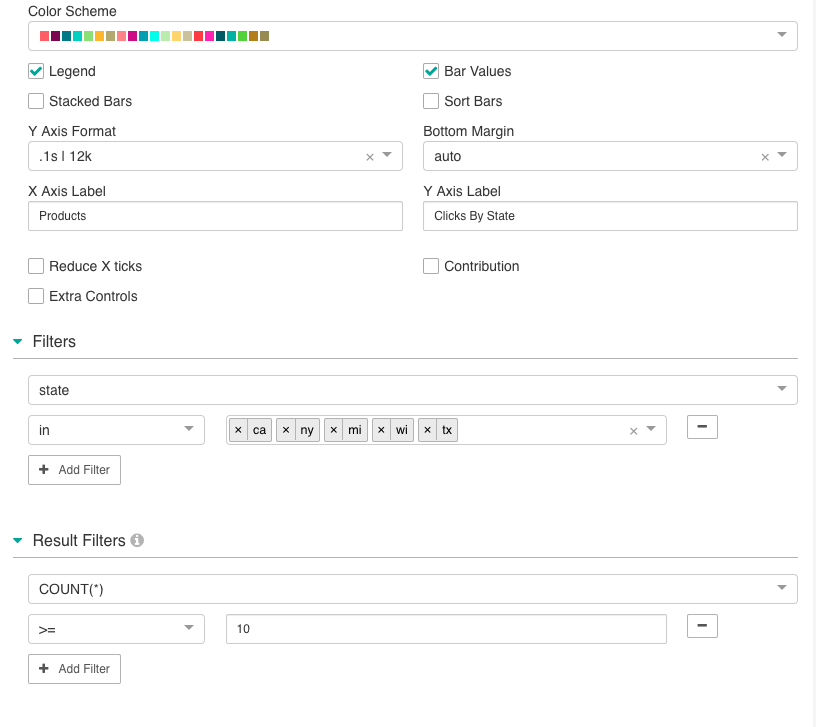 Color Scheme
Legend
Bar Values
Stacked Bars
Sort Bars
Y Axis Format
Bottom Margin
.1s | 12k ×
auto ×
X Axis Label
Y Axis Label
Products
Clicks By State
Reduce X ticks
Contribution
Extra Controls
Filters
state
in
× ca × ny × mi × wi × tx ×
Add Filter
Result Filters
COUNT(*)
>=
10
Add Filter